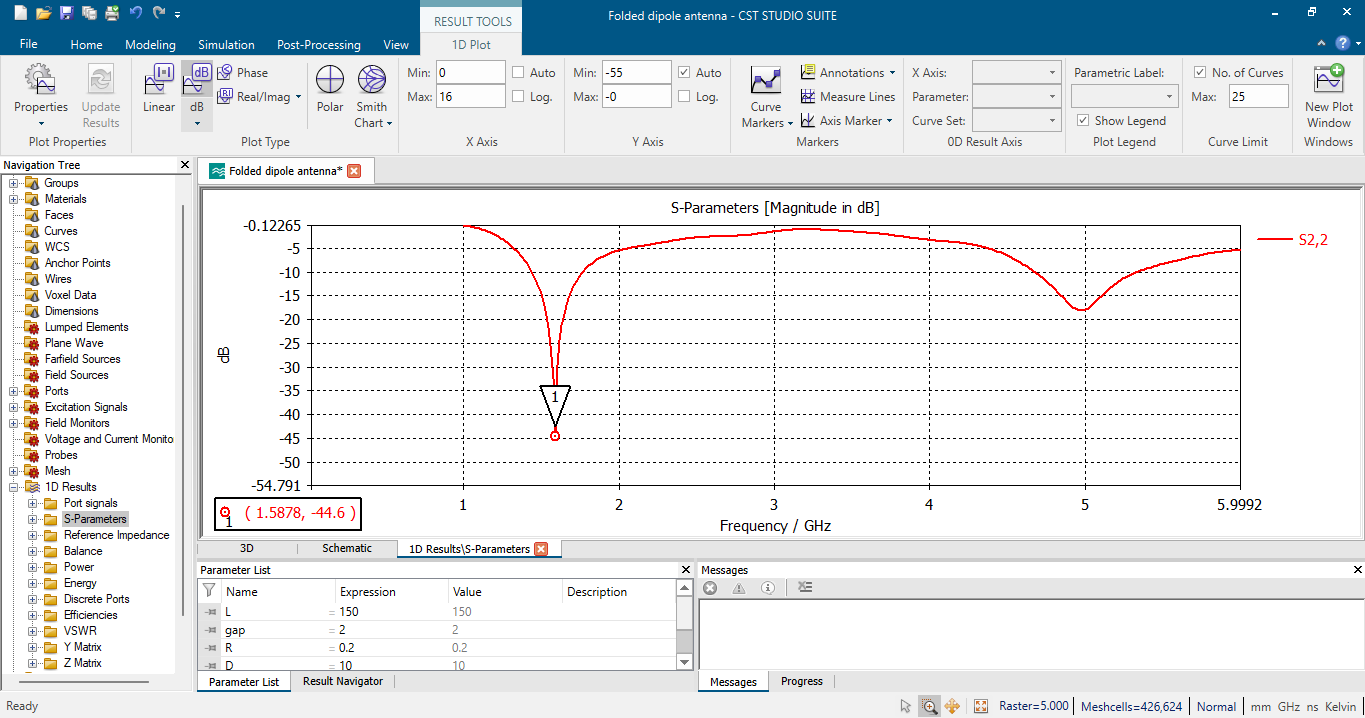 Folded dipole antenna - CST STUDIO SUITE
RESULT TOOLS
File Home Modeling Simulation Post-Processing View 1D Plot
Properties
Update Results
Plot Properties
Linear
dB
Phase
Real/Imag
Polar
Smith Chart
Plot Type
Min: 0 Auto
Max: 16 Log.
X Axis
Min: -55 Auto
Max: -0 Log.
Y Axis
Curve Markers
Annotations
Measure Lines
Axis Marker
Markers
X Axis:
Parameter:
Curve Set:
0D Result Axis
Parametric Label:
Show Legend
Plot Legend
No. of Curves
Max: 25
Curve Limit
New Plot Window
Windows
Navigation Tree
Groups
Materials
Faces
Curves
WCS
Anchor Points
Wires
Voxel Data
Dimensions
Lumped Elements
Plane Wave
Farfield Sources
Field Sources
Ports
Excitation Signals
Field Monitors
Voltage and Current Monito
Probes
Mesh
1D Results
Port signals
S-Parameters
Reference Impedance
Balance
Power
Energy
Discrete Ports
Efficiencies
VSWR
Y Matrix
Z Matrix
Folded dipole antenna*
S-Parameters [Magnitude in dB]
-0.12265
-5
-10
-15
-20
-25
-30
-35
-40
-45
-50
-54.791
dB
1
S2,2
1 2 3 4 5 5.9992
Frequency / GHz
1 ( 1.5878, -44.6 )
3D Schematic 1D Results\S-Parameters
Parameter List
Name Expression Value Description
L = 150 150
gap = 2 2
R = 0.2 0.2
D = 10 10
Parameter List Result Navigator
Messages
Messages Progress
Ready
Raster=5.000 Meshcells=426,624 Normal mm GHz ns Kelvin